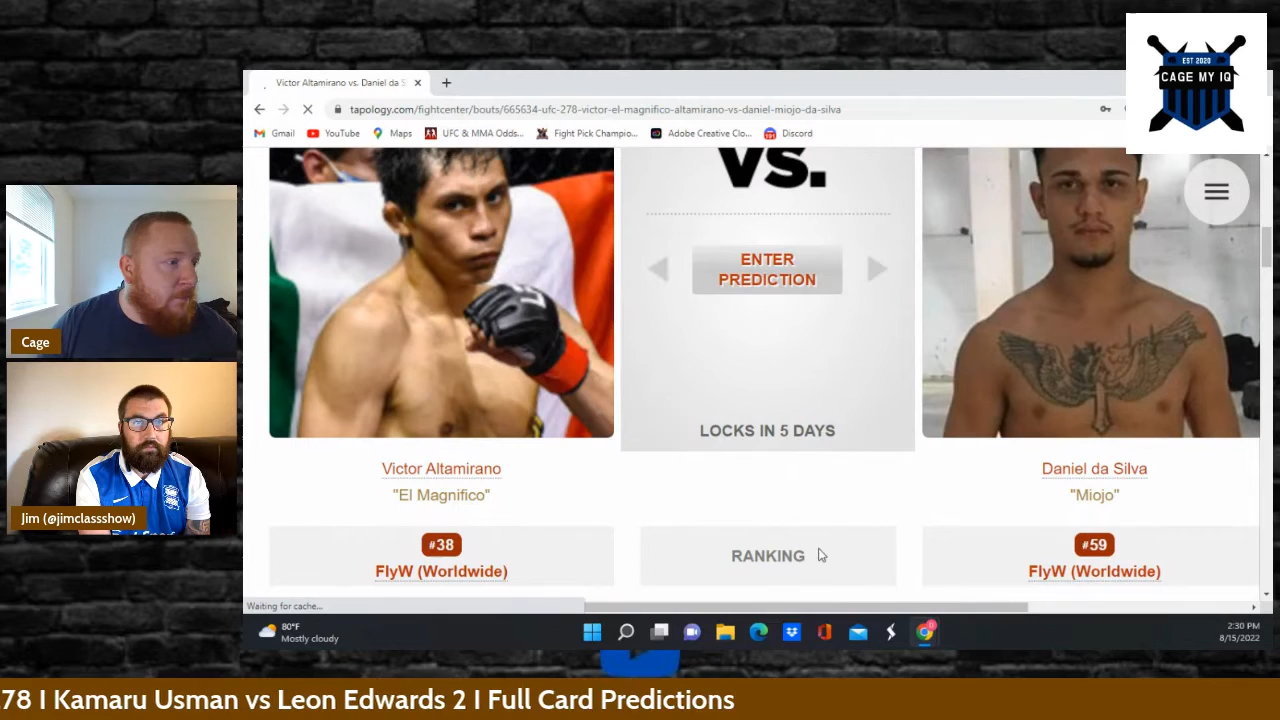 EST 2020
CAGE MY IQ
Victor Altamirano vs. Daniel da S
tapology.com/fightcenter/bouts/665634-ufc-278-victor-el-magnifico-altamirano-vs-daniel-miojo-da-silva
Gmail
YouTube
Maps
UFC & MMA Odds...
Fight Pick Champio...
Adobe Creative Clo...
Discord
VS.
ENTER
PREDICTION
LOCKS IN 5 DAYS
Victor Altamirano
"El Magnifico"
Daniel da Silva
"Miojo"
#38
FlyW (Worldwide)
RANKING
#59
FlyW (Worldwide)
Waiting for cache...
80°F
Mostly cloudy
2:30 PM
8/15/2022
Cage
Jim (@jimclassshow)
278 I Kamaru Usman vs Leon Edwards 2 I Full Card Predictions